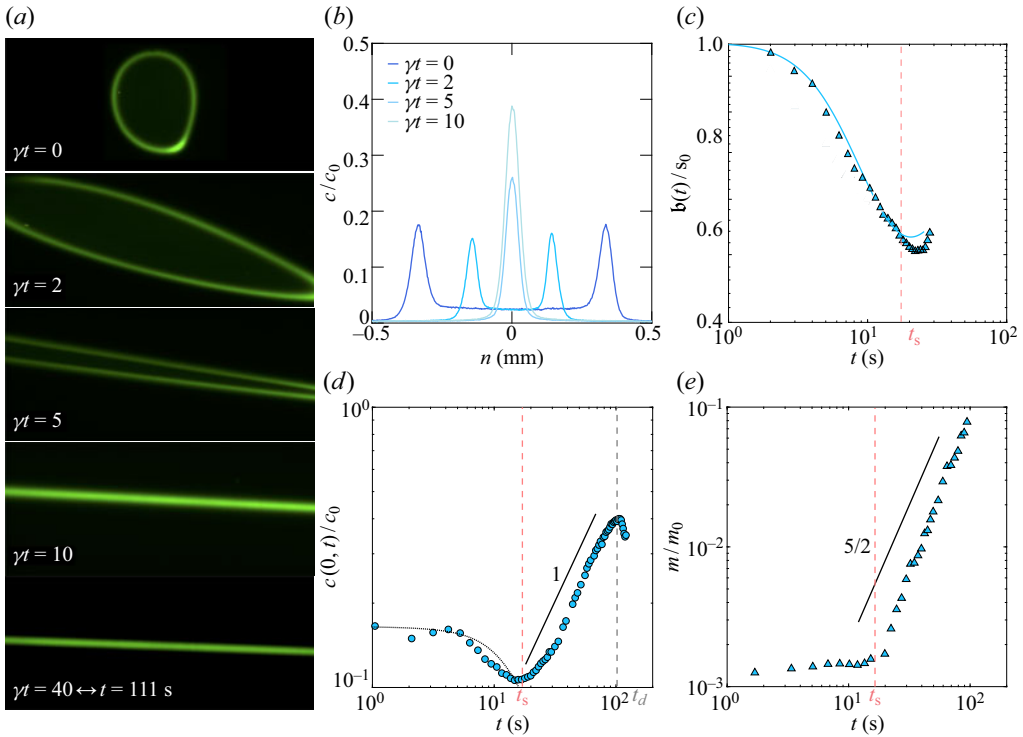 (a)
γt = 0
γt = 2
γt = 5
γt = 10
γt = 40 ↔ t = 111 s
(b)
0.5
0.4
0.3
0.2
0.1
0
c/c0
γt = 0
γt = 2
γt = 5
γt = 10
–0.5
0
0.5
n (mm)
(c)
1.0
0.8
0.6
0.4
b(t)/s0
10^0
10^1
10^2
ts
t (s)
(d)
10^0
10^–1
c(0, t)/c0
1
10^0
10^1
10^2
ts
td
t (s)
(e)
10^–1
10^–2
10^–3
m/m0
5/2
10^0
10^1
10^2
ts
t (s)